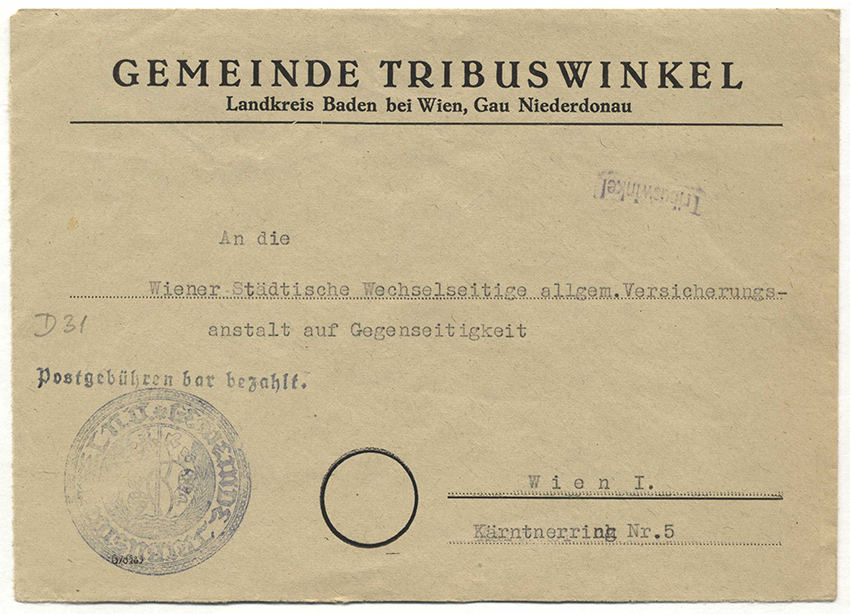 GEMEINDE TRIBUSWINKEL
Landkreis Baden bei Wien, Gau Niederdonau
Tribuswinkel
An die
Wiener Städtische Wechselseitige allgem.Versicherungs-
anstalt auf Gegenseitigkeit
D31
Postgebühren bar bezahlt.
Wien I.
Kärntnerring Nr.5